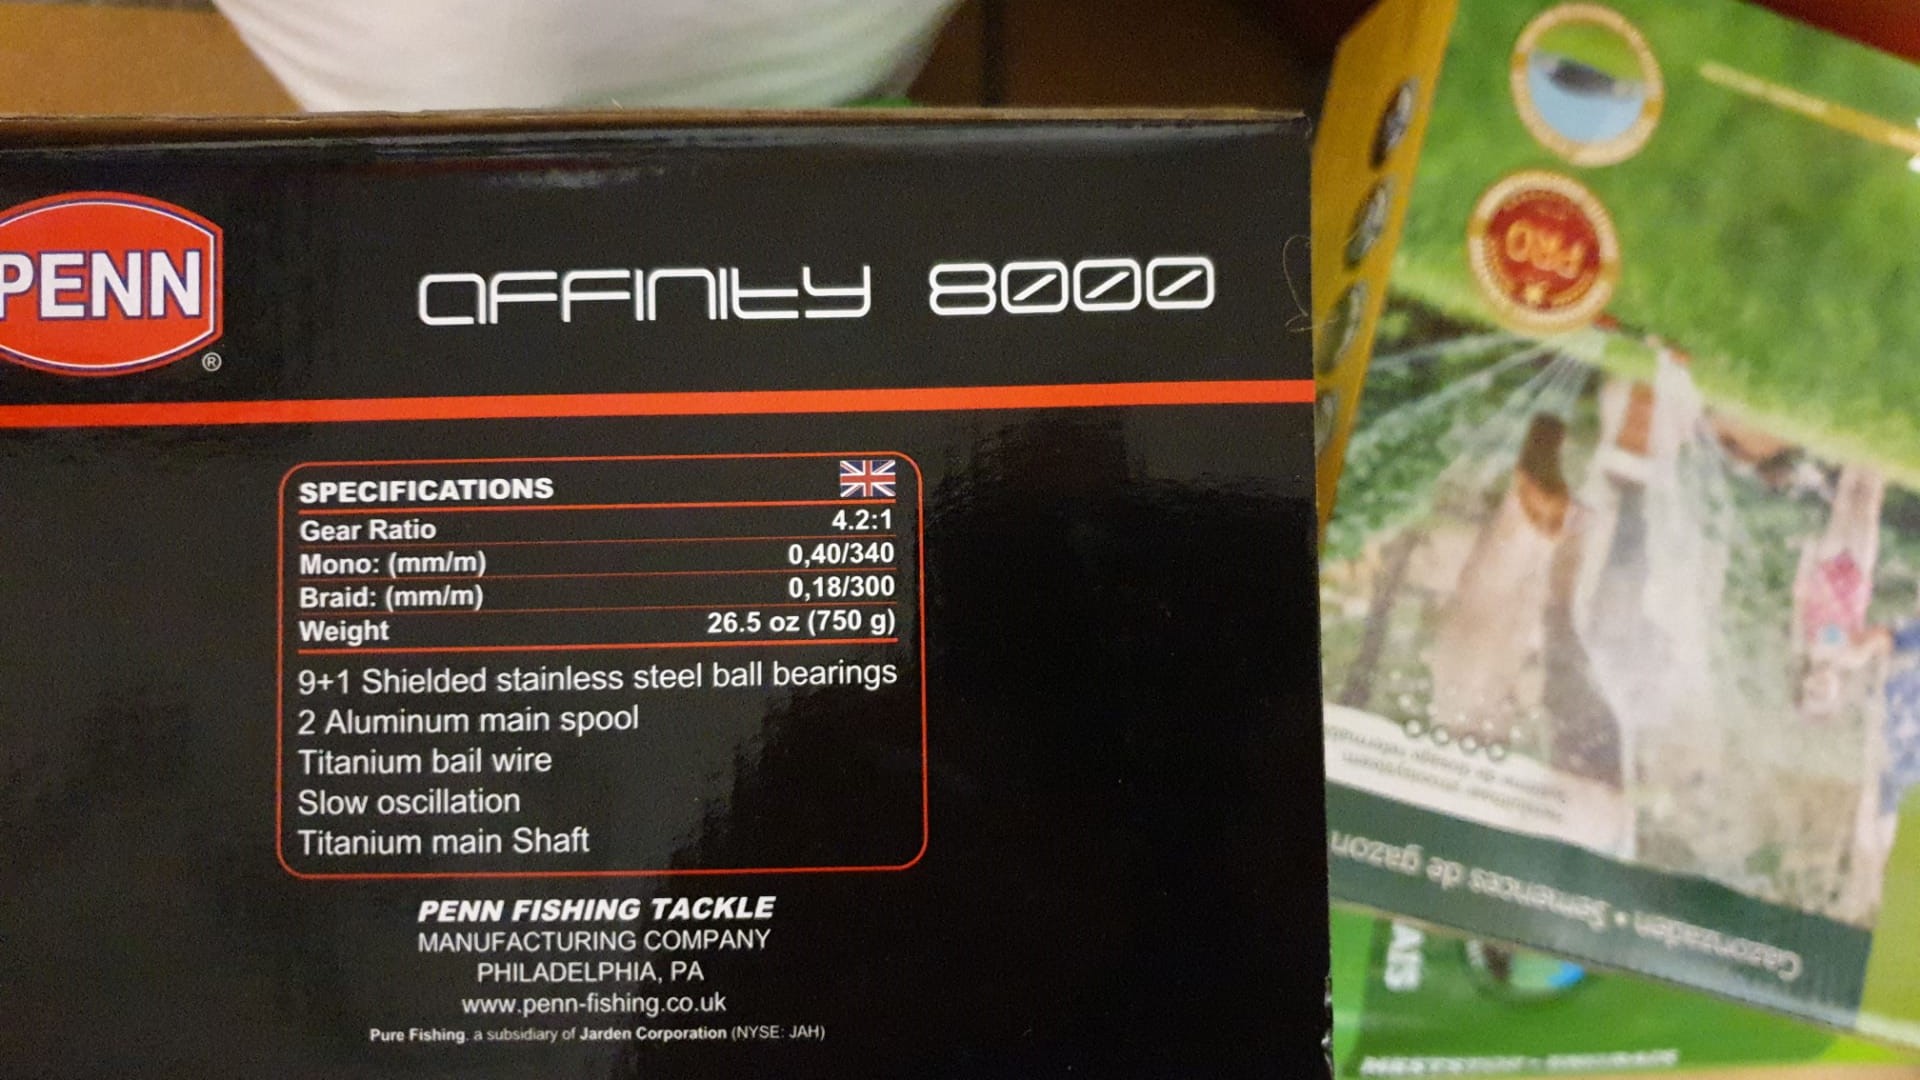 PENN
®
AFFINITY 8000
SPECIFICATIONS
Gear Ratio 4.2:1
Mono: (mm/m) 0,40/340
Braid: (mm/m) 0,18/300
Weight 26.5 oz (750 g)
9+1 Shielded stainless steel ball bearings
2 Aluminum main spool
Titanium bail wire
Slow oscillation
Titanium main Shaft
PENN FISHING TACKLE
MANUFACTURING COMPANY
PHILADELPHIA, PA
www.penn-fishing.co.uk
Pure Fishing, a subsidiary of Jarden Corporation (NYSE: JAH)
PRO
Gazonzaden • Semences de gazon